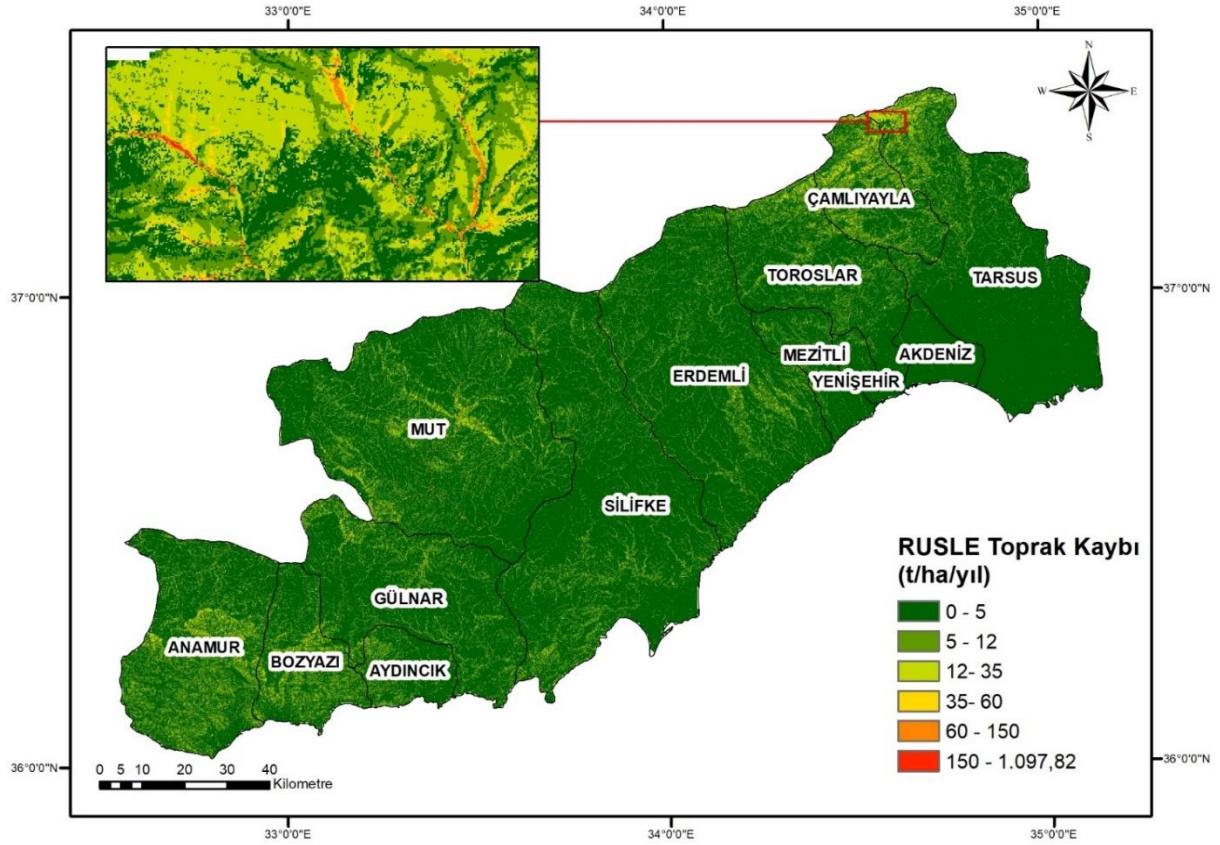 33°0'0"E
34°0'0"E
35°0'0"E
N
W
E
S
ÇAMLIYAYLA
TOROSLAR
TARSUS
37°0'0"N
37°0'0"N
MEZİTLİ
AKDENİZ
YENİŞEHİR
ERDEMLİ
MUT
SİLİFKE
GÜLNAR
ANAMUR
BOZYAZI
AYDINCIK
RUSLE Toprak Kaybı
(t/ha/yıl)
0 - 5
5 - 12
12- 35
35- 60
60 - 150
150 - 1.097,82
36°0'0"N
36°0'0"N
0 5 10 20 30 40
Kilometre
33°0'0"E
34°0'0"E
35°0'0"E